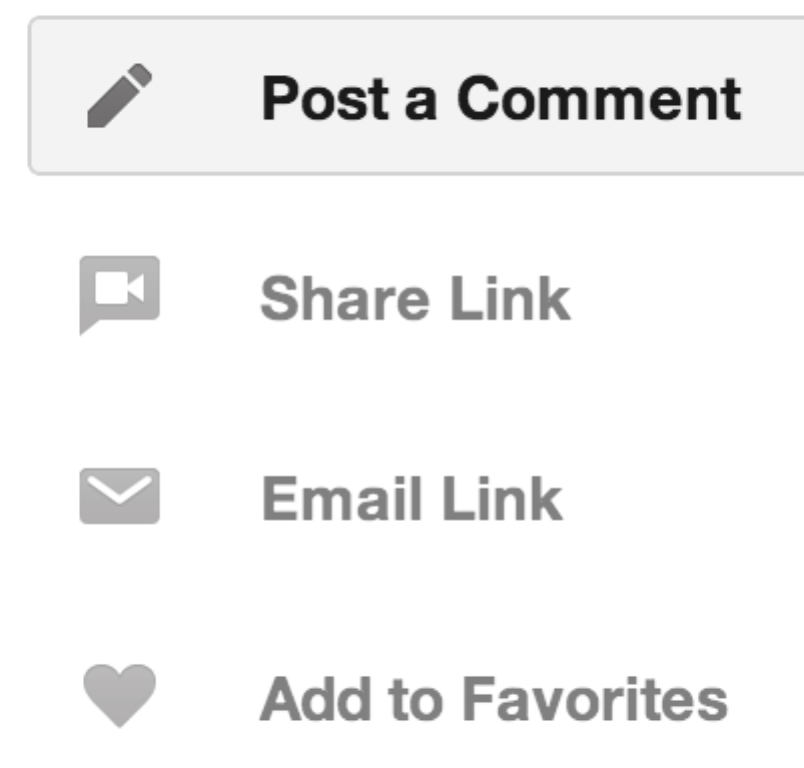 Post a Comment
Share Link
Email Link
Add to Favorites